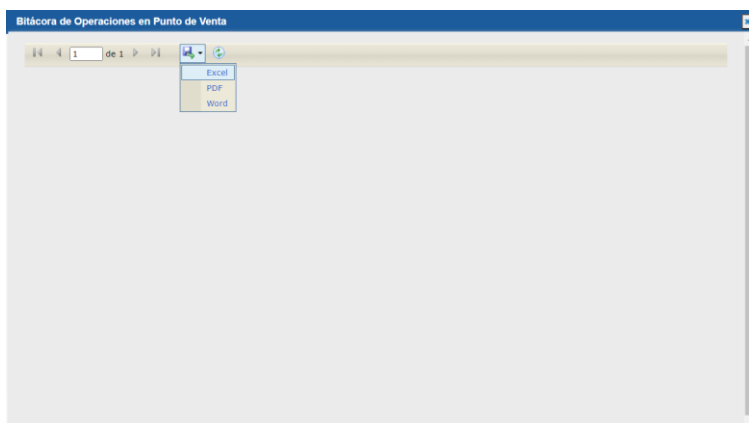 Bitácora de Operaciones en Punto de Venta
1 de 1
Excel
PDF
Word